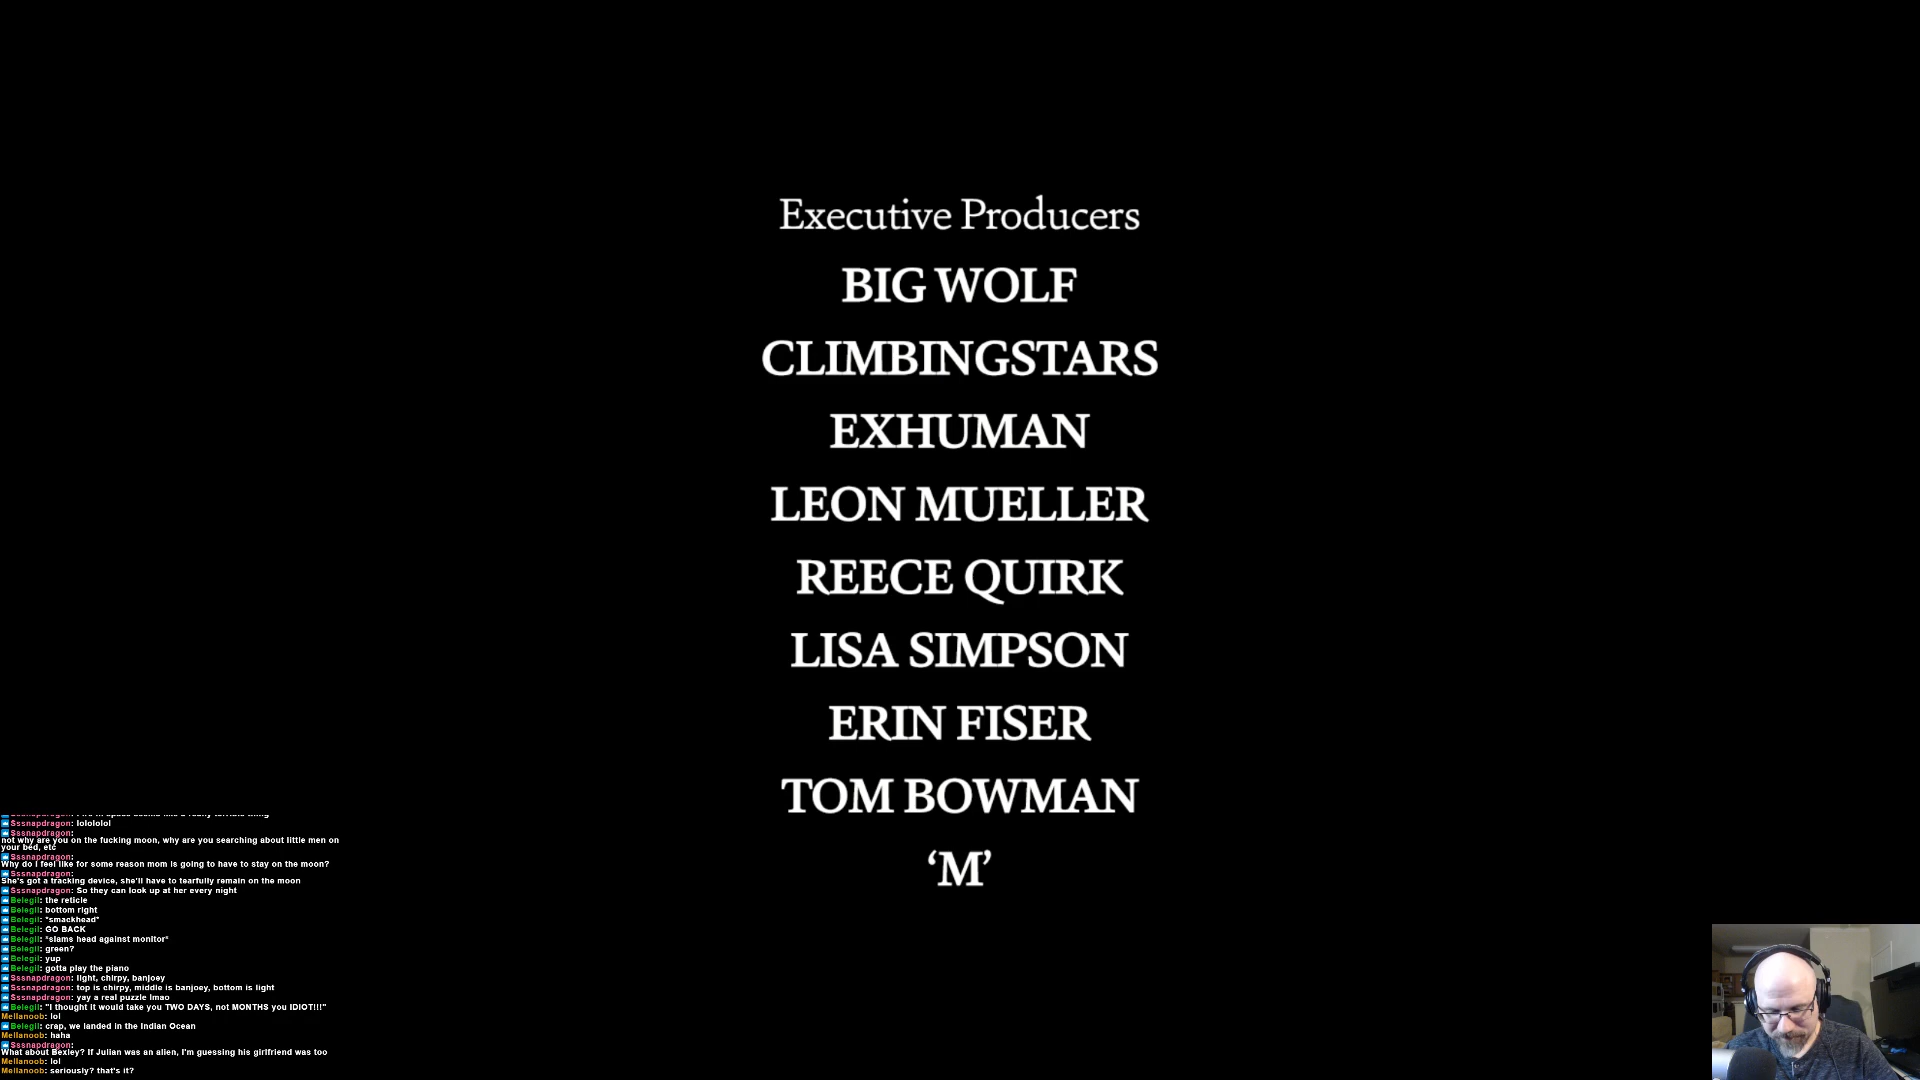 Executive Producers
BIG WOLF
CLIMBINGSTARS
EXHUMAN
LEON MUELLER
REECE QUIRK
LISA SIMPSON
ERIN FISER
TOM BOWMAN
‘M’
Sssnapdragon: lolololol
Sssnapdragon:
not why are you on the fucking moon, why are you searching about little men on
your bed, etc
Sssnapdragon:
Why do i feel like for some reason mom is going to have to stay on the moon?
Sssnapdragon:
She's got a tracking device, she'll have to tearfully remain on the moon
Sssnapdragon: So they can look up at her every night
Belegil: the reticle
Belegil: bottom right
Belegil: *smackhead*
Belegil: GO BACK
Belegil: *slams head against monitor*
Belegil: green?
Belegil: yup
Belegil: gotta play the piano
Sssnapdragon: light, chirpy, banjoey
Sssnapdragon: top is chirpy, middle is banjoey, bottom is light
Sssnapdragon: yay a real puzzle lmao
Belegil: "I thought it would take you TWO DAYS, not MONTHS you IDIOT!!!"
Mellanoob: lol
Belegil: crap, we landed in the Indian Ocean
Mellanoob: haha
Sssnapdragon:
What about Bexley? If Julian was an alien, I'm guessing his girlfriend was too
Mellanoob: lol
Mellanoob: seriously? that's it?